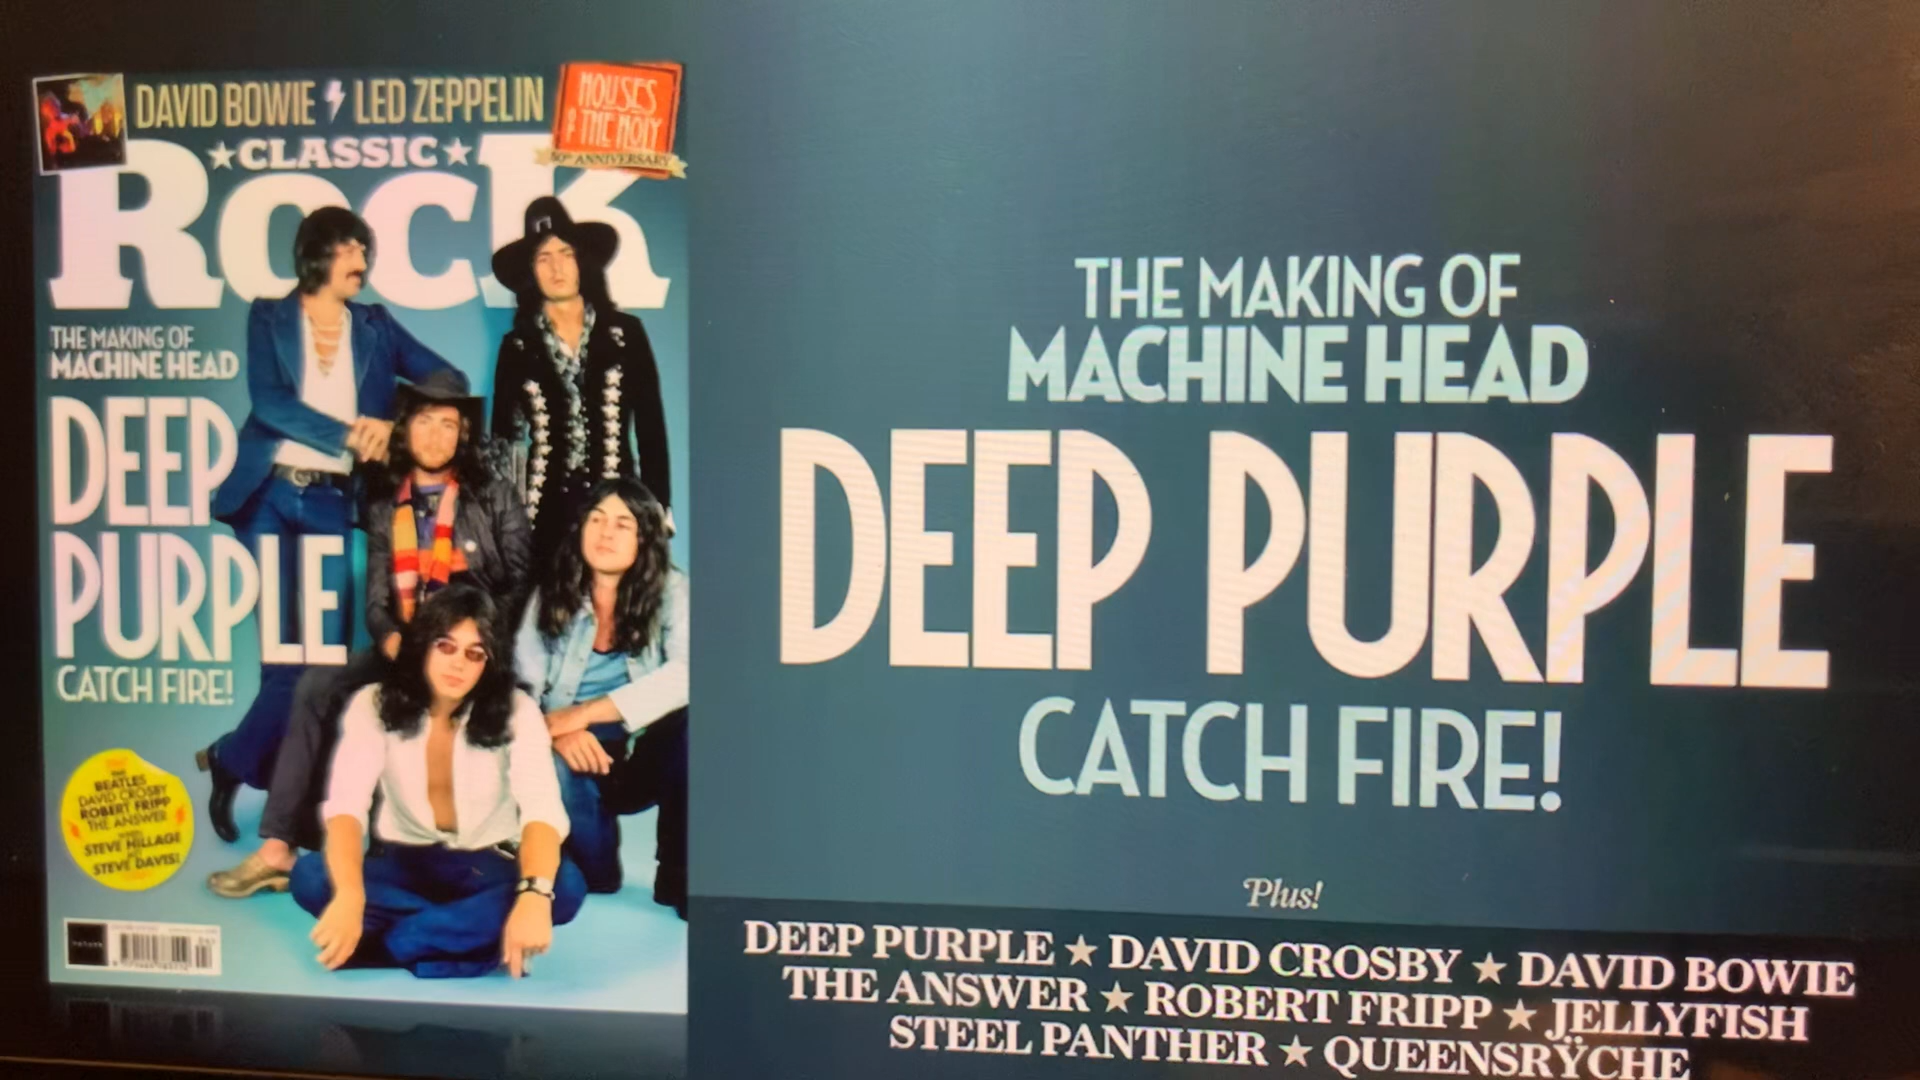 DAVID BOWIE LED ZEPPELIN
HOUSES
OF THE HOLY
50TH ANNIVERSARY
★CLASSIC★
ROCK
THE MAKING OF
MACHINE HEAD
DEEP
PURPLE
CATCH FIRE!
BEATLES
DAVID CROSBY
ROBERT FRIPP
THE ANSWER
STEVE HILLAGE
STEVE DAVIS!
FUTURE
THE MAKING OF
MACHINE HEAD
DEEP PURPLE
CATCH FIRE!
Plus!
DEEP PURPLE ★ DAVID CROSBY ★ DAVID BOWIE
THE ANSWER ★ ROBERT FRIPP ★ JELLYFISH
STEEL PANTHER ★ QUEENSRŸCHE